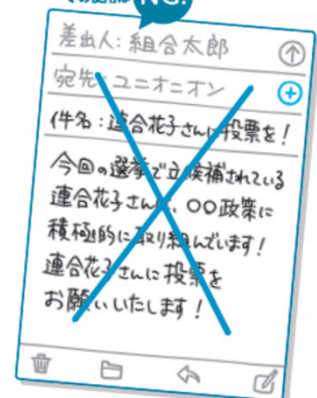 NG!
差出人:組合太郎
宛先:ユニオニオン
件名:連合花子さんに投票を!
今回の選挙で立候補されている
連合花子さんは、○○政策に
積極的に取り組んでいます!
連合花子さんに投票を
お願いいたします!